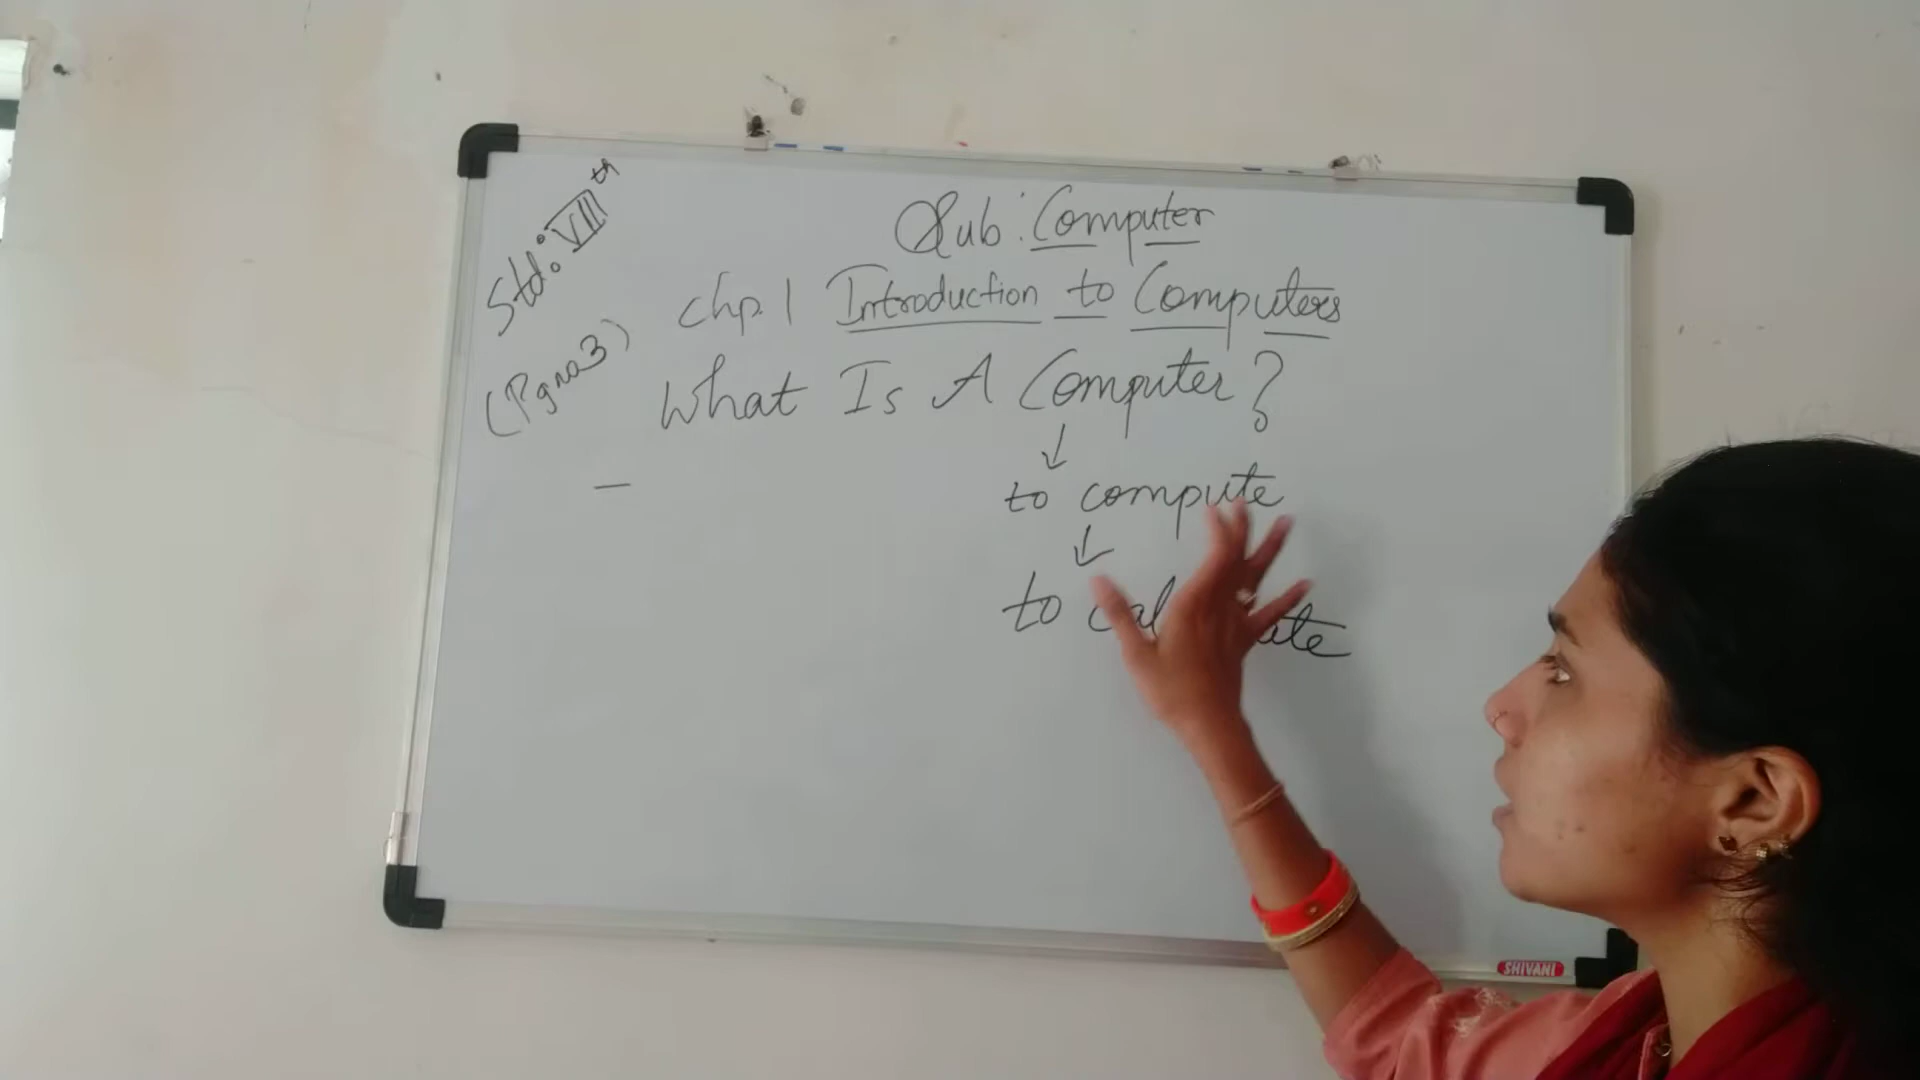 Std: VIIIth
(Pg no 3)
Sub: Computer
chp. 1 Introduction to Computers
What Is A Computer?
↓
to compute
↓
to
SHIVANI